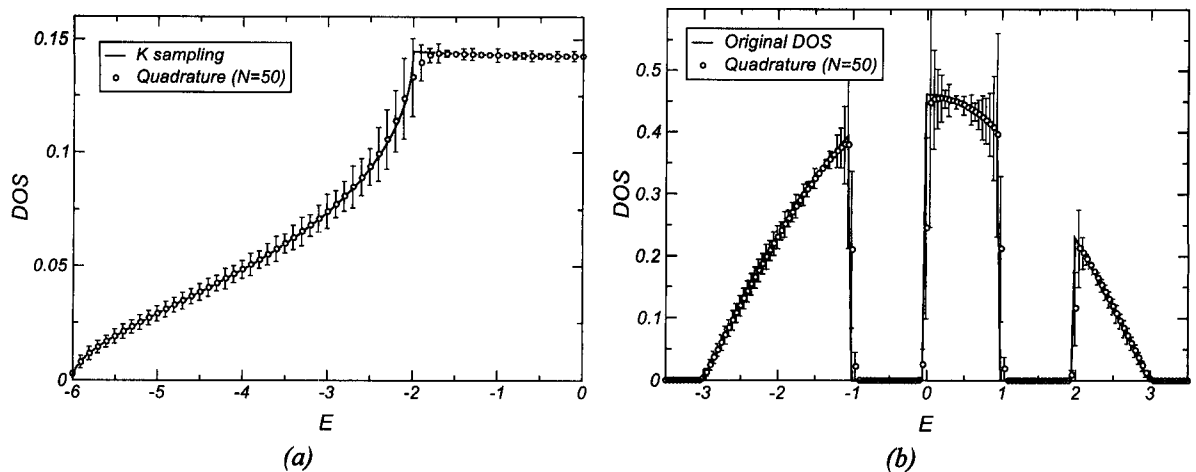 0.15
0.1
0.05
0
DOS
K sampling
Quadrature (N=50)
-6
-5
-4
-3
-2
-1
0
E
(a)
0.5
0.4
0.3
0.2
0.1
0
DOS
Original DOS
Quadrature (N=50)
-3
-2
-1
0
1
2
3
E
(b)